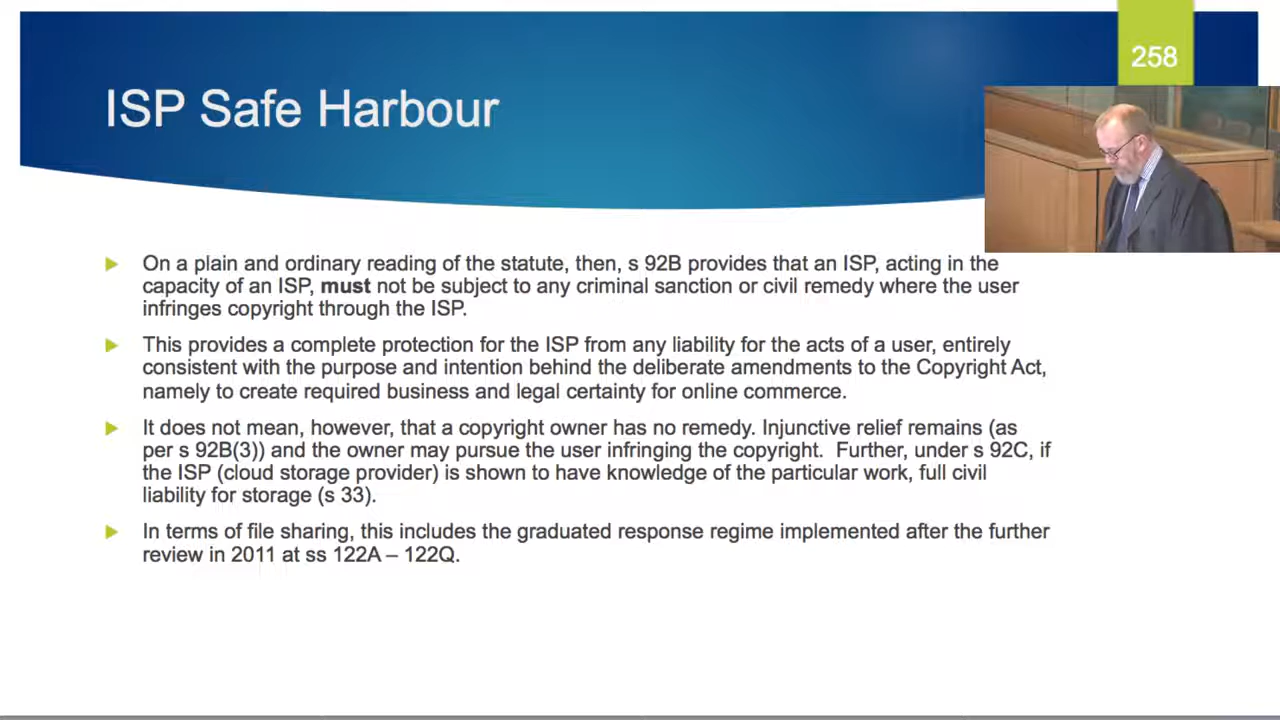 258
ISP Safe Harbour
On a plain and ordinary reading of the statute, then, s 92B provides that an ISP, acting in the
capacity of an ISP, must not be subject to any criminal sanction or civil remedy where the user
infringes copyright through the ISP.
This provides a complete protection for the ISP from any liability for the acts of a user, entirely
consistent with the purpose and intention behind the deliberate amendments to the Copyright Act,
namely to create required business and legal certainty for online commerce.
It does not mean, however, that a copyright owner has no remedy. Injunctive relief remains (as
per s 92B(3)) and the owner may pursue the user infringing the copyright.  Further, under s 92C, if
the ISP (cloud storage provider) is shown to have knowledge of the particular work, full civil
liability for storage (s 33).
In terms of file sharing, this includes the graduated response regime implemented after the further
review in 2011 at ss 122A – 122Q.